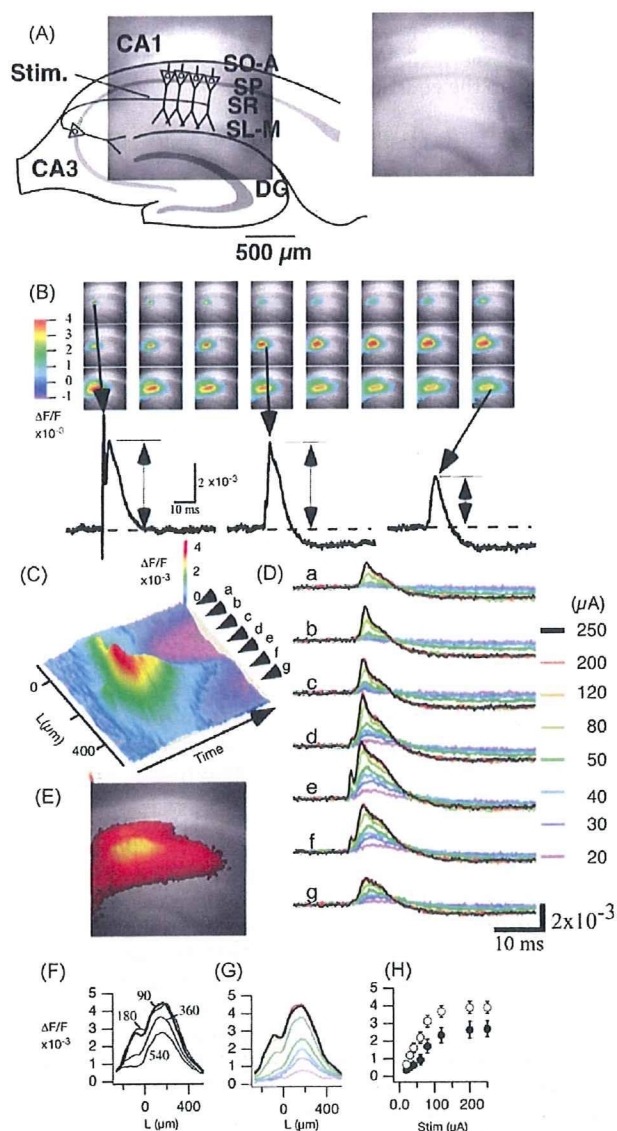 (A)
CA1
SO-A
Stim.
SP
SR
SL-M
CA3
DG
500 µm
(B)
4
3
2
1
0
-1
ΔF/F
x10⁻³
2 x10⁻³
10 ms
(C)
ΔF/F
x10⁻³
4
2
0
a
b
c
d
e
f
g
0
L(µm)
400
Time
(D)
a
b
c
d
e
f
g
(µA)
250
200
120
80
50
40
30
20
2x10⁻³
10 ms
(E)
(F)
ΔF/F
x10⁻³
5
4
3
2
1
0
180
90
360
540
0
400
L (µm)
(G)
5
4
3
2
1
0
0
400
L (µm)
(H)
5
4
3
2
1
0
0.0
100
200
Stim (µA)